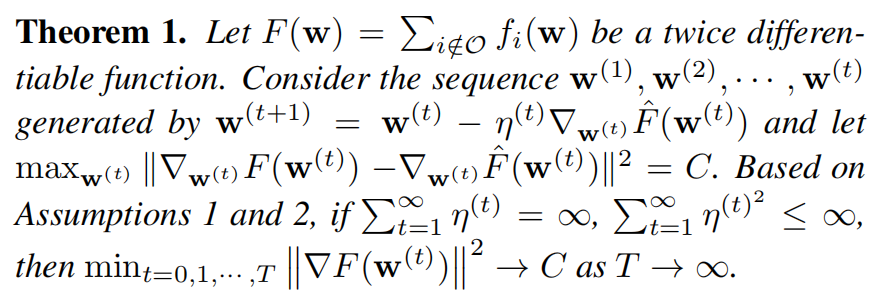 Theorem 1. Let F(w) = ∑_{i∉𝒪} f_i(w) be a twice differen-
tiable function. Consider the sequence w^{(1)}, w^{(2)}, ⋯ , w^{(t)}
generated by w^{(t+1)} = w^{(t)} − η^{(t)}∇_{w^{(t)}} F̂(w^{(t)}) and let
max_{w^{(t)}} ‖∇_{w^{(t)}} F(w^{(t)}) −∇_{w^{(t)}} F̂(w^{(t)})‖² = C. Based on
Assumptions 1 and 2, if ∑_{t=1}^{∞} η^{(t)} = ∞, ∑_{t=1}^{∞} η^{(t)²} ≤ ∞,
then min_{t=0,1,⋯,T} ‖∇F(w^{(t)})‖² → C as T → ∞.